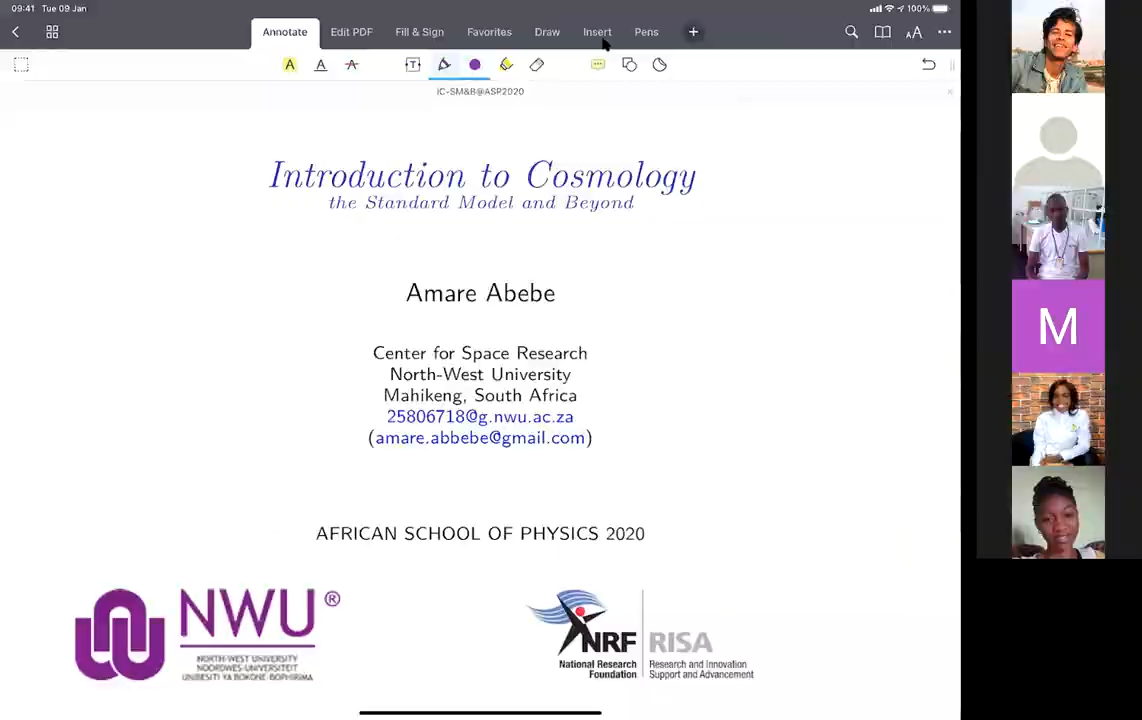 09:41 Tue 09 Jan
100%
Annotate Edit PDF Fill & Sign Favorites Draw Insert Pens
AA
A A A T
iC-SM&B@ASP2020
Introduction to Cosmology
the Standard Model and Beyond
Amare Abebe
Center for Space Research
North-West University
Mahikeng, South Africa
25806718@g.nwu.ac.za
(amare.abbebe@gmail.com)
AFRICAN SCHOOL OF PHYSICS 2020
NWU®
NORTH-WEST UNIVERSITY
NOORDWES-UNIVERSITEIT
YUNIBESITI YA BOKONE-BOPHIRIMA
NRF RISA
National Research Foundation
Research and Innovation
Support and Advancement
M